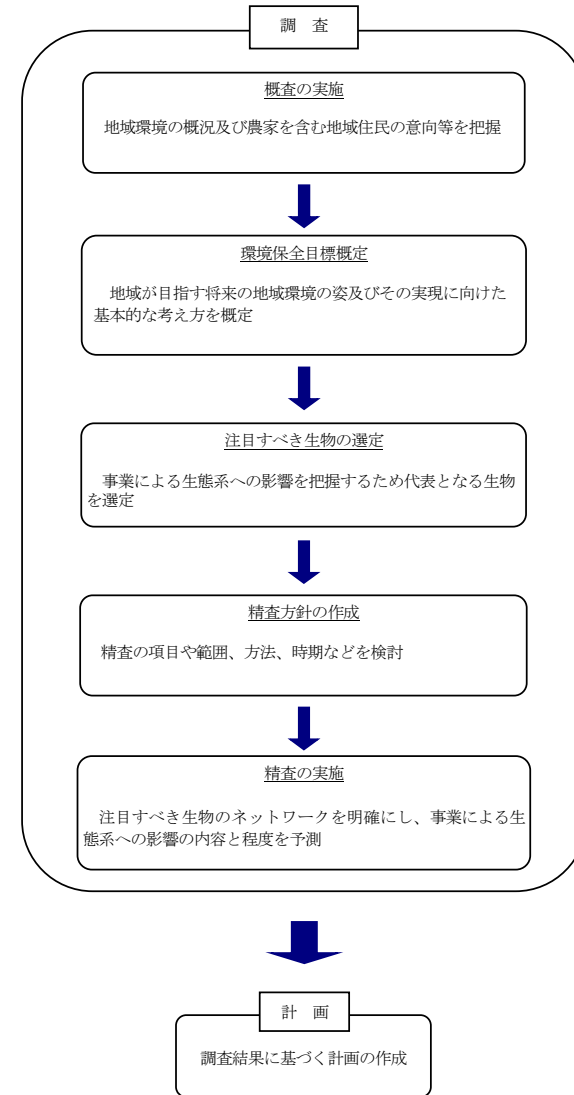 調　査
概査の実施
地域環境の概況及び農家を含む地域住民の意向等を把握
環境保全目標概定
地域が目指す将来の地域環境の姿及びその実現に向けた
基本的な考え方を概定
注目すべき生物の選定
事業による生態系への影響を把握するため代表となる生物
を選定
精査方針の作成
精査の項目や範囲、方法、時期などを検討
精査の実施
注目すべき生物のネットワークを明確にし、事業による生
態系への影響の内容と程度を予測
計　画
調査結果に基づく計画の作成